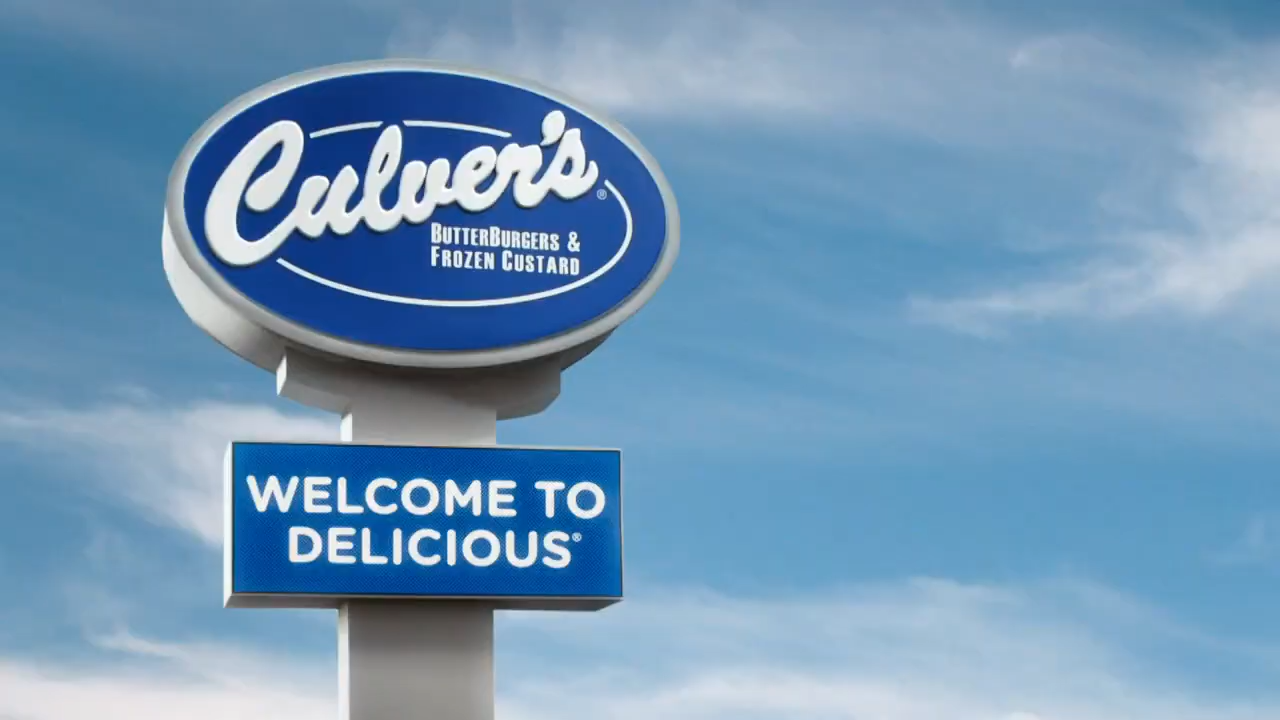 Culver's®
BUTTERBURGERS &
FROZEN CUSTARD
WELCOME TO
DELICIOUS®